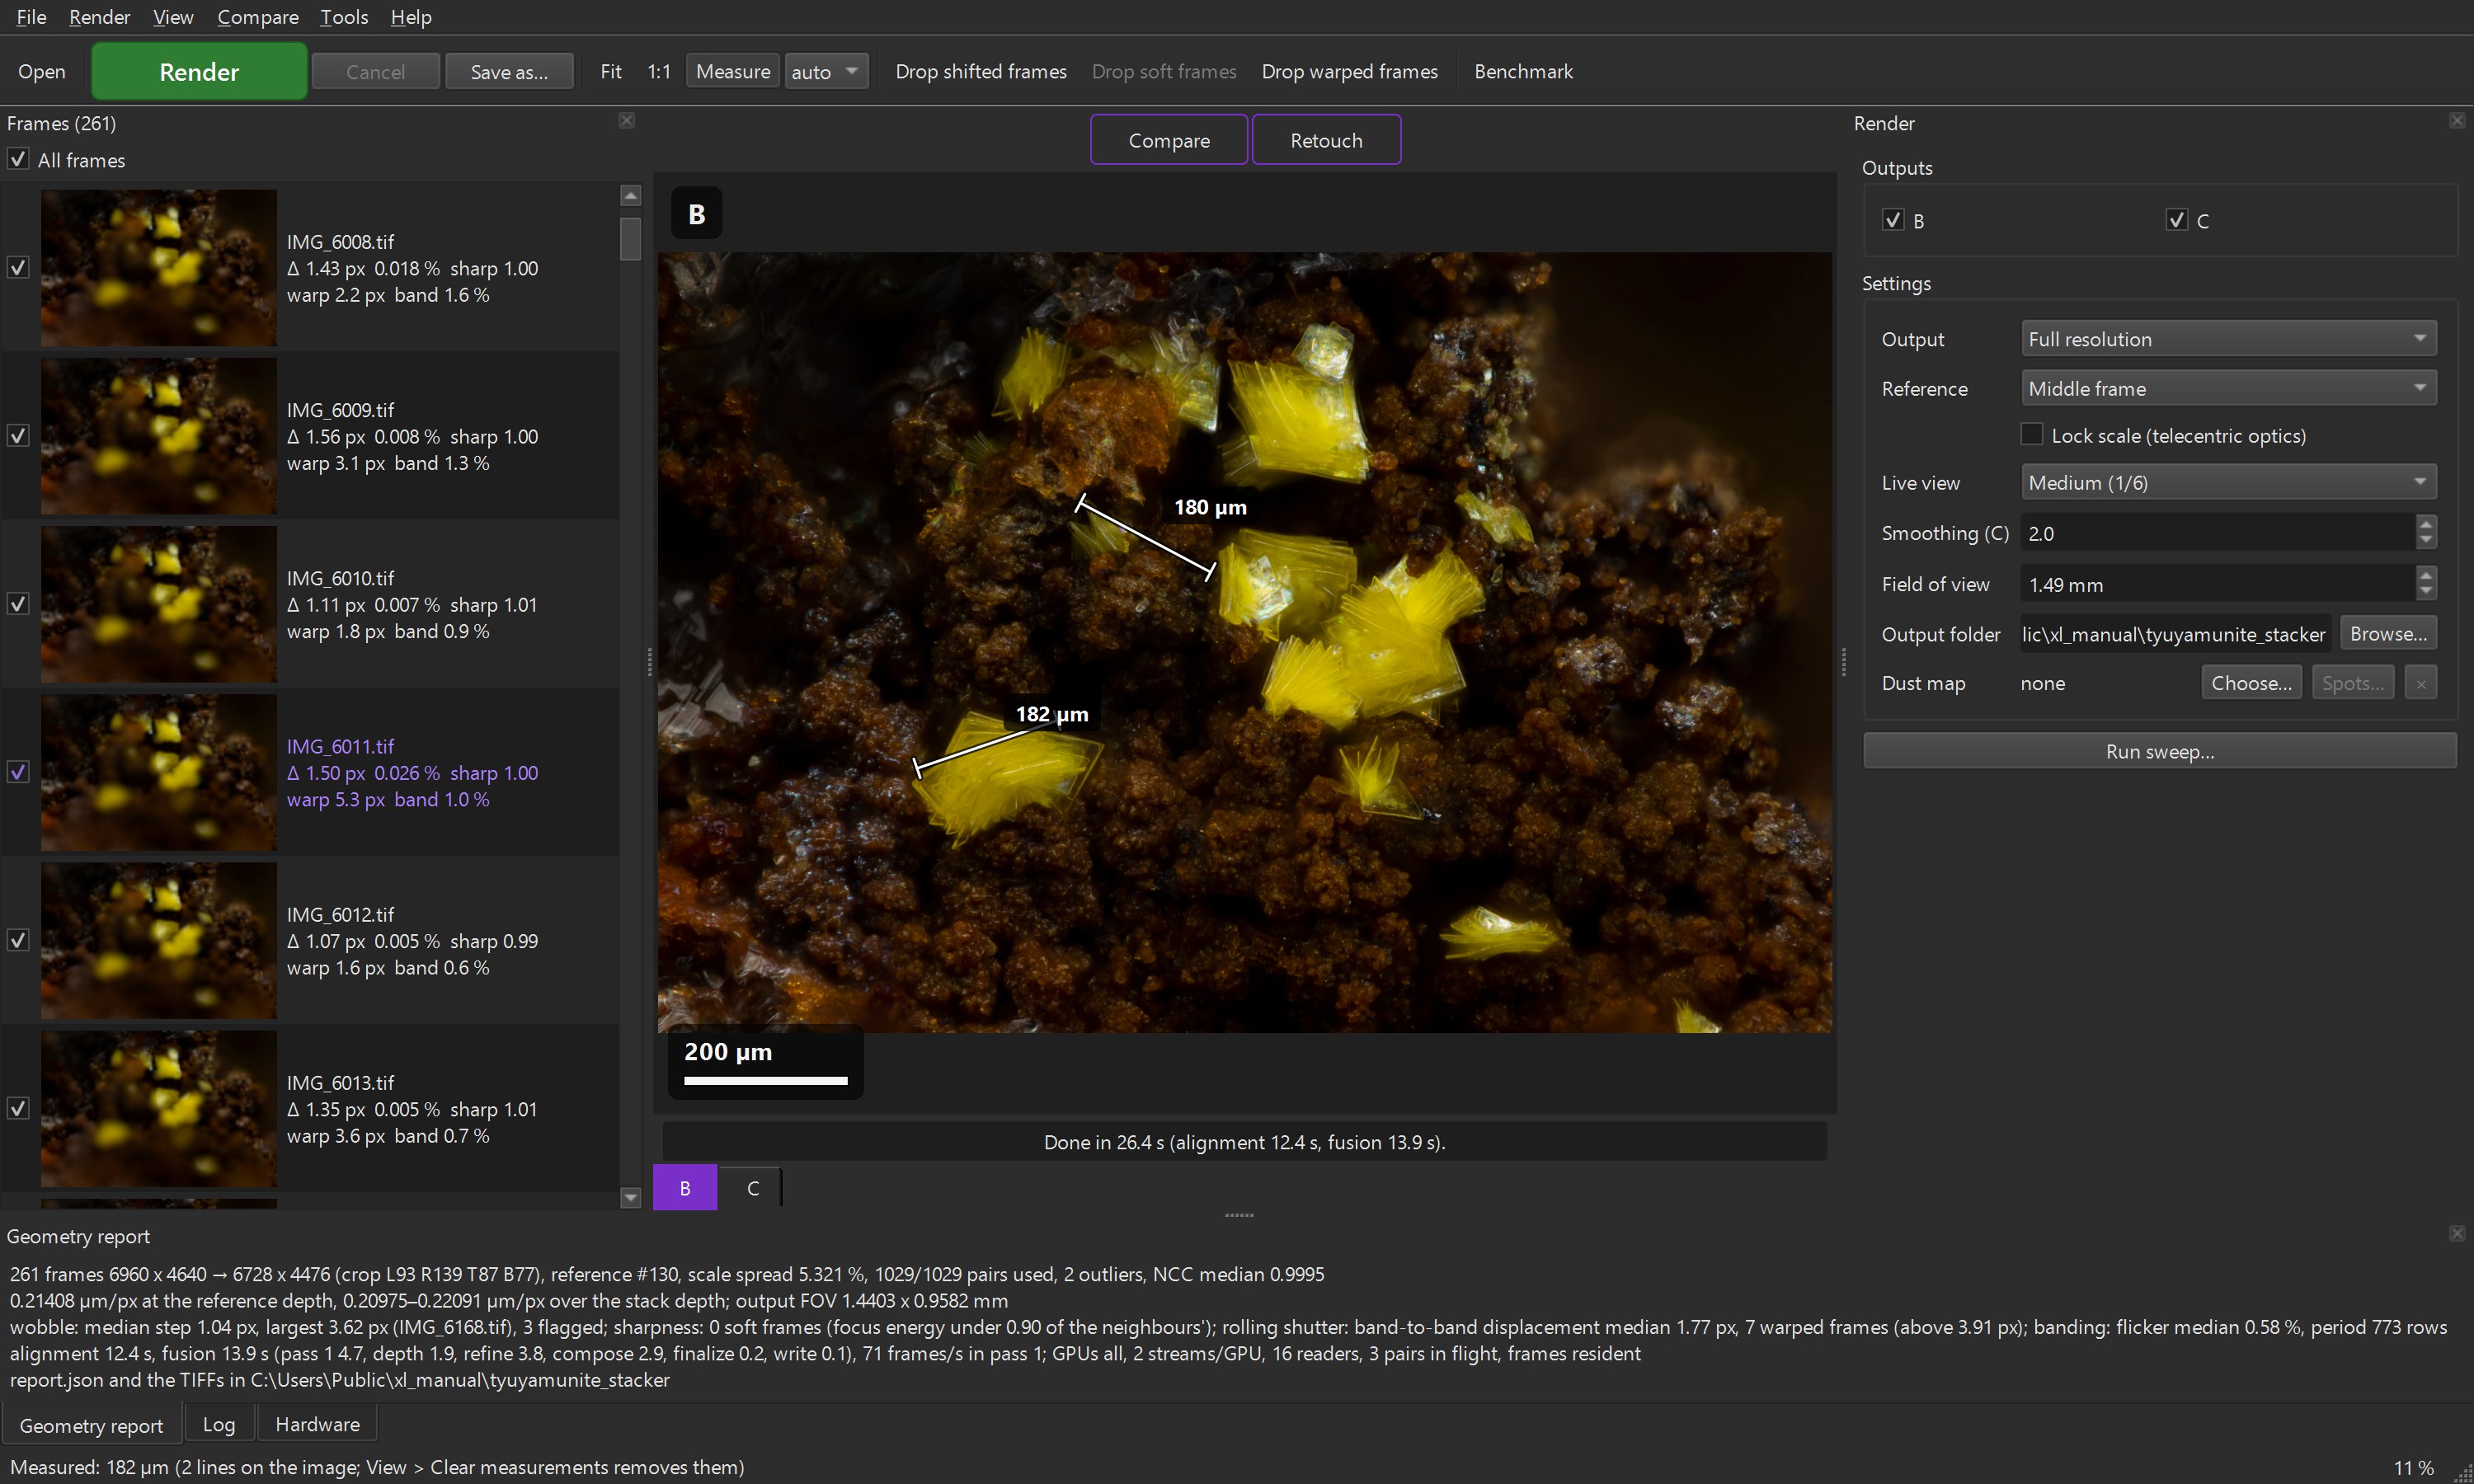 File Render View Compare Tools Help
Open Render Cancel Save as... Fit 1:1 Measure auto Drop shifted frames Drop soft frames Drop warped frames Benchmark
Frames (261)
All frames
IMG_6008.tif
Δ 1.43 px 0.018 % sharp 1.00
warp 2.2 px band 1.6 %
IMG_6009.tif
Δ 1.56 px 0.008 % sharp 1.00
warp 3.1 px band 1.3 %
IMG_6010.tif
Δ 1.11 px 0.007 % sharp 1.01
warp 1.8 px band 0.9 %
IMG_6011.tif
Δ 1.50 px 0.026 % sharp 1.00
warp 5.3 px band 1.0 %
IMG_6012.tif
Δ 1.07 px 0.005 % sharp 0.99
warp 1.6 px band 0.6 %
IMG_6013.tif
Δ 1.35 px 0.005 % sharp 1.01
warp 3.6 px band 0.7 %
Compare Retouch
B
180 µm
182 µm
200 µm
Done in 26.4 s (alignment 12.4 s, fusion 13.9 s).
B C
Render
Outputs
B C
Settings
Output Full resolution
Reference Middle frame
Lock scale (telecentric optics)
Live view Medium (1/6)
Smoothing (C) 2.0
Field of view 1.49 mm
Output folder lic\xl_manual\tyuyamunite_stacker Browse...
Dust map none Choose... Spots... ×
Run sweep...
Geometry report
261 frames 6960 x 4640 → 6728 x 4476 (crop L93 R139 T87 B77), reference #130, scale spread 5.321 %, 1029/1029 pairs used, 2 outliers, NCC median 0.9995
0.21408 µm/px at the reference depth, 0.20975–0.22091 µm/px over the stack depth; output FOV 1.4403 x 0.9582 mm
wobble: median step 1.04 px, largest 3.62 px (IMG_6168.tif), 3 flagged; sharpness: 0 soft frames (focus energy under 0.90 of the neighbours'); rolling shutter: band-to-band displacement median 1.77 px, 7 warped frames (above 3.91 px); banding: flicker median 0.58 %, period 773 rows
alignment 12.4 s, fusion 13.9 s (pass 1 4.7, depth 1.9, refine 3.8, compose 2.9, finalize 0.2, write 0.1), 71 frames/s in pass 1; GPUs all, 2 streams/GPU, 16 readers, 3 pairs in flight, frames resident
report.json and the TIFFs in C:\Users\Public\xl_manual\tyuyamunite_stacker
Geometry report Log Hardware
Measured: 182 µm (2 lines on the image; View > Clear measurements removes them) 11 %